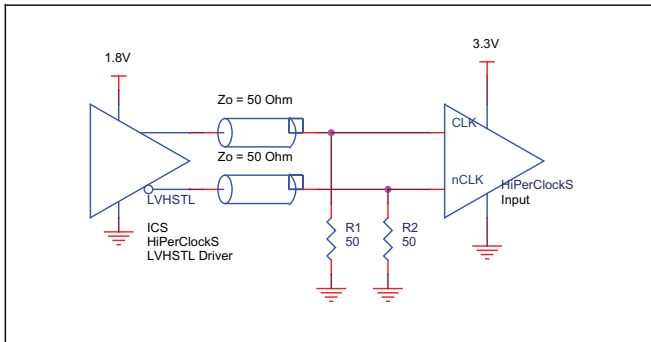 1.8V
3.3V
Zo = 50 Ohm
CLK
Zo = 50 Ohm
nCLK
HiPerClockS
Input
LVHSTL
ICS
HiPerClockS
LVHSTL Driver
R1
50
R2
50